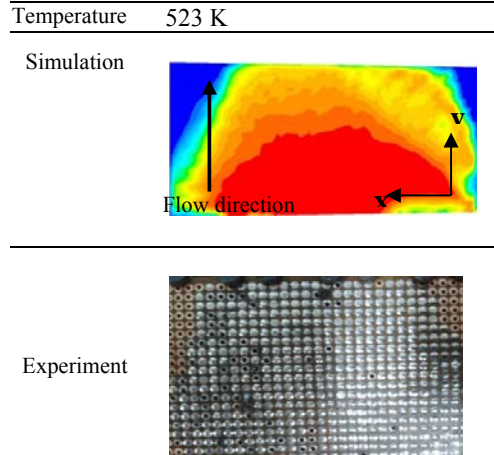 Temperature 523 K
Simulation
y
x
Flow direction
Experiment